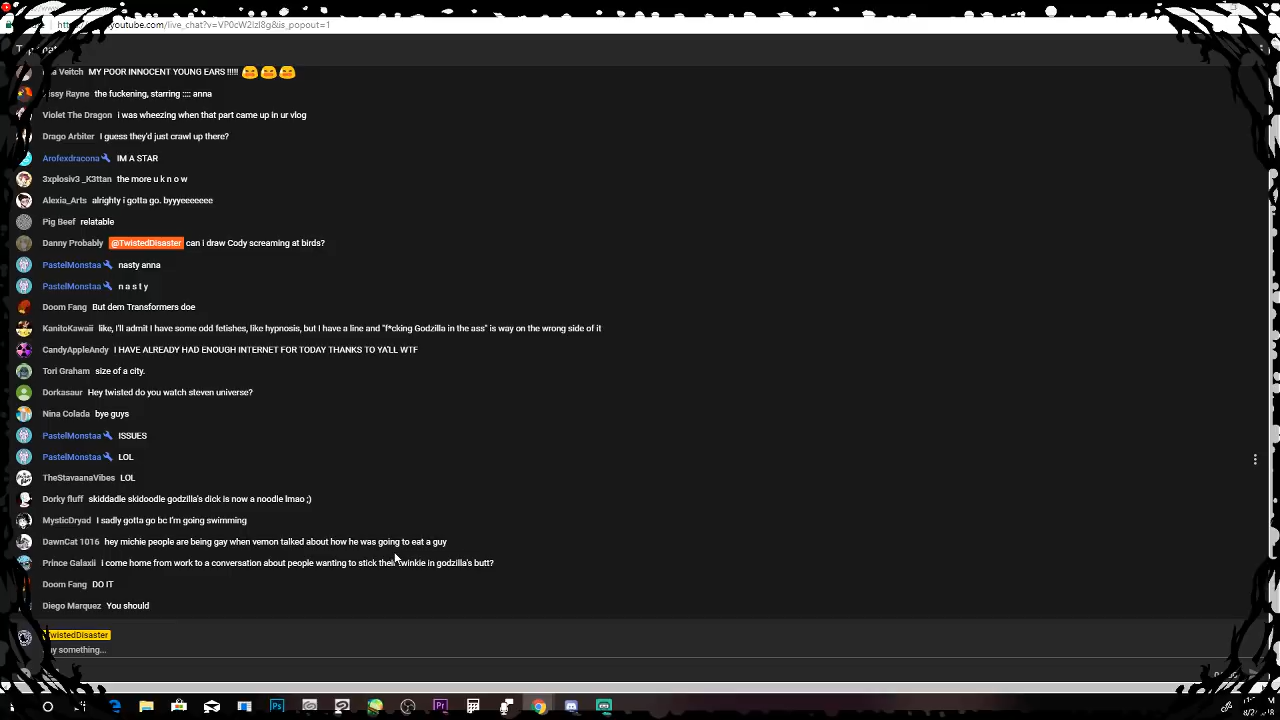 youtube.com/live_chat?v=VP0cW2Izl8g&is_popout=1
Veitch MY POOR INNOCENT YOUNG EARS !!!!!
Rayne the fuckening, starring :::: anna
Violet The Dragon i was wheezing when that part came up in ur vlog
Drago Arbiter I guess they'd just crawl up there?
Arofexdracona IM A STAR
3xplosiv3 _K3ttan the more u k n o w
Alexia_Arts alrighty i gotta go. byyyeeeeeee
Pig Beef relatable
Danny Probably @TwistedDisaster can i draw Cody screaming at birds?
PastelMonstaa nasty anna
PastelMonstaa n a s t y
Doom Fang But dem Transformers doe
KanitoKawaii like, I'll admit I have some odd fetishes, like hypnosis, but I have a line and "f*cking Godzilla in the ass" is way on the wrong side of it
CandyAppleAndy I HAVE ALREADY HAD ENOUGH INTERNET FOR TODAY THANKS TO YA'LL WTF
Tori Graham size of a city.
Dorkasaur Hey twisted do you watch steven universe?
Nina Colada bye guys
PastelMonstaa ISSUES
PastelMonstaa LOL
TheStavaanaVibes LOL
Dorky fluff skiddadle skidoodle godzilla's dick is now a noodle lmao ;)
MysticDryad I sadly gotta go bc I'm going swimming
DawnCat 1016 hey michie people are being gay when vemon talked about how he was going to eat a guy
Prince Galaxii i come home from work to a conversation about people wanting to stick their twinkie in godzilla's butt?
Doom Fang DO IT
Diego Marquez You should
TwistedDisaster
say something...